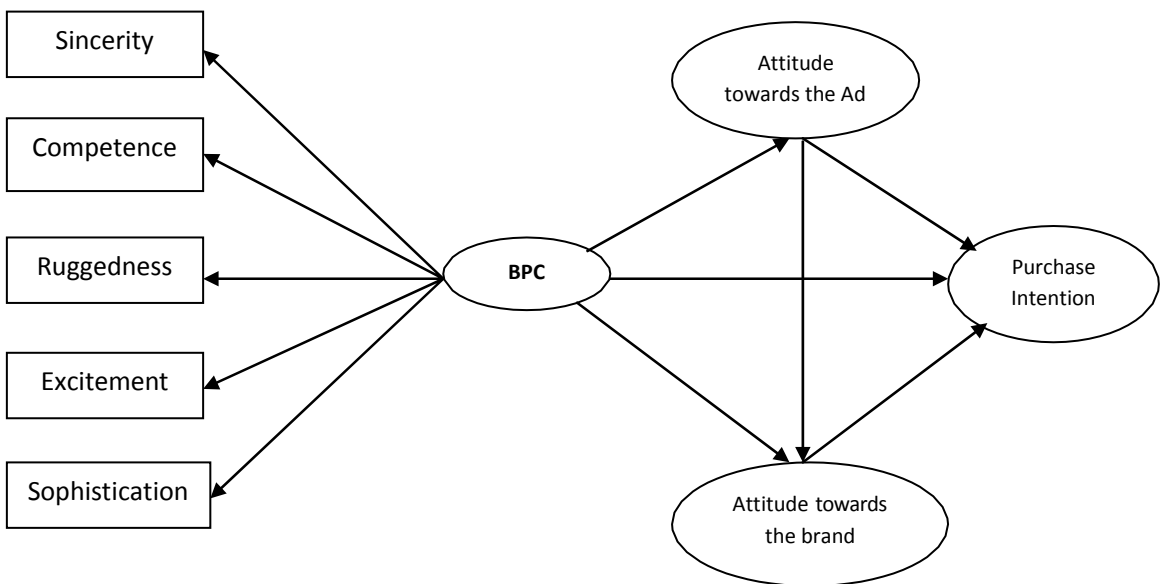 Sincerity
Competence
Ruggedness
Excitement
Sophistication
BPC
Attitude
towards the Ad
Purchase
Intention
Attitude towards
the brand